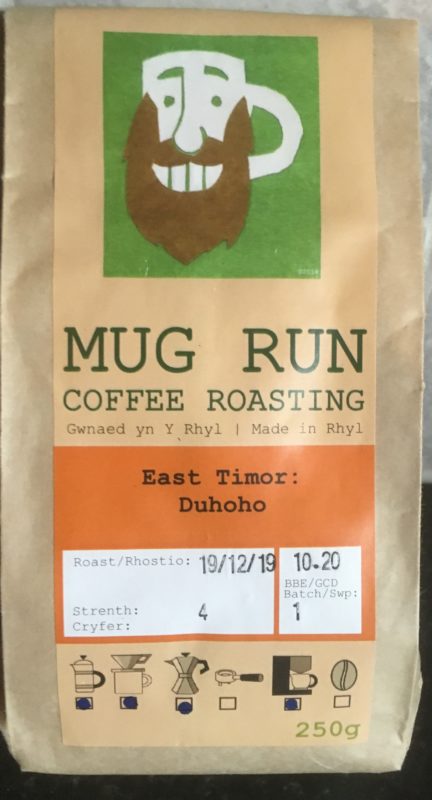 MUG RUN
COFFEE ROASTING
Gwnaed yn Y Rhyl | Made in Rhyl
East Timor:
Duhoho
Roast/Rhostio: 19/12/19
Strenth: 4
Cryfer:
10.20
BBE/GCD
Batch/Swp:
1
250g